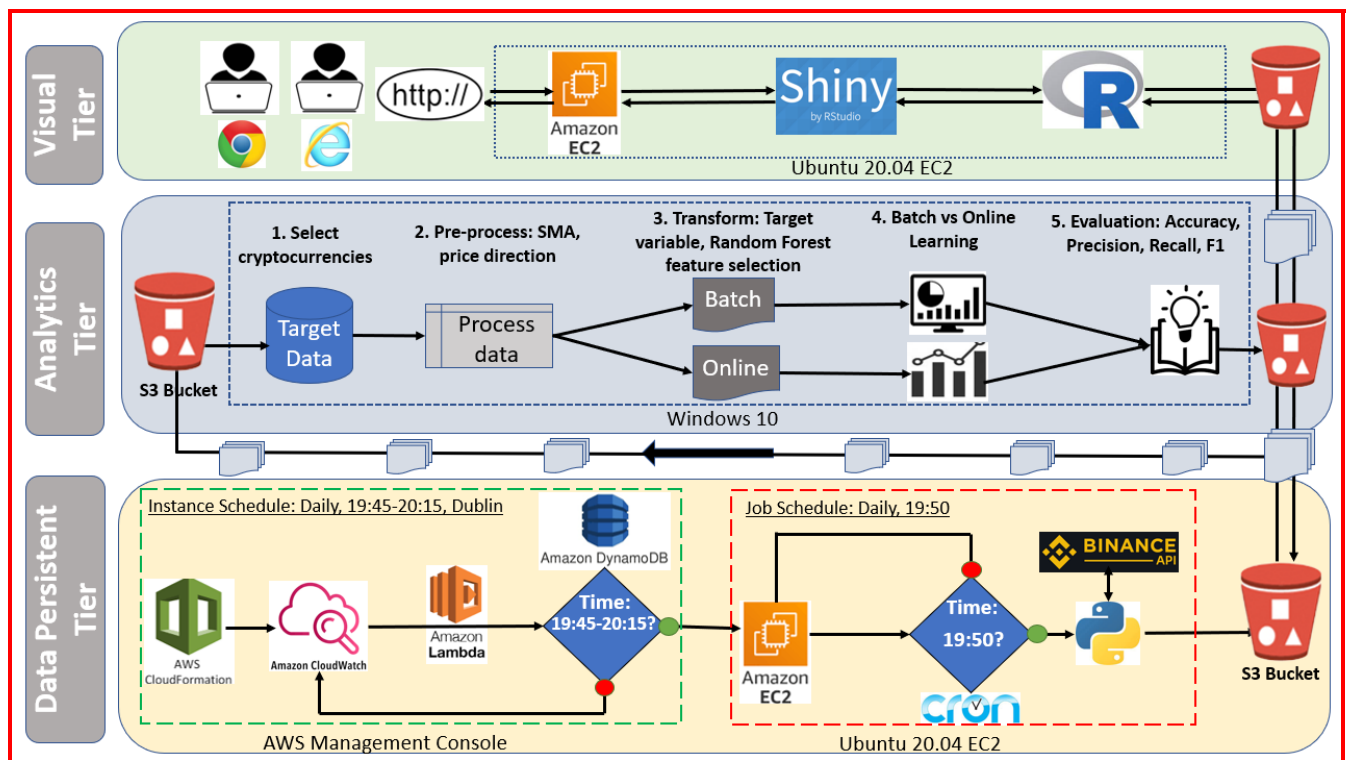 Visual
Tier
http://
Amazon
EC2
Shiny
by RStudio
R
Ubuntu 20.04 EC2
Analytics
Tier
1. Select
cryptocurrencies
2. Pre-process: SMA,
price direction
3. Transform: Target
variable, Random Forest
feature selection
4. Batch vs Online
Learning
5. Evaluation: Accuracy,
Precision, Recall, F1
S3 Bucket
Target
Data
Process
data
Batch
Online
Windows 10
Data Persistent
Tier
Instance Schedule: Daily, 19:45-20:15, Dublin
Amazon DynamoDB
AWS
CloudFormation
Amazon CloudWatch
Amazon
Lambda
Time:
19:45-20:15?
AWS Management Console
Job Schedule: Daily, 19:50
Amazon
EC2
Time:
19:50?
cron
BINANCE
API
S3 Bucket
Ubuntu 20.04 EC2